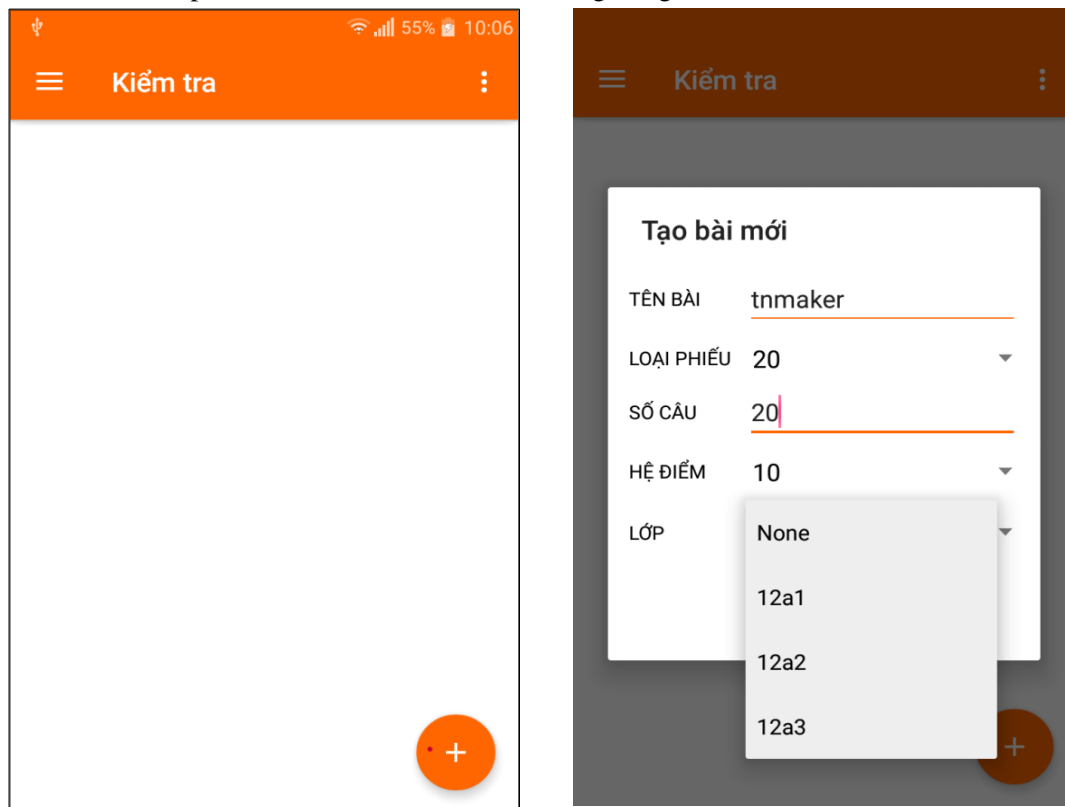 55% 10:06
Kiểm tra
Kiểm tra
Tạo bài mới
TÊN BÀI tnmaker
LOẠI PHIẾU 20
SỐ CÂU 20
HỆ ĐIỂM 10
LỚP None
12a1
12a2
12a3